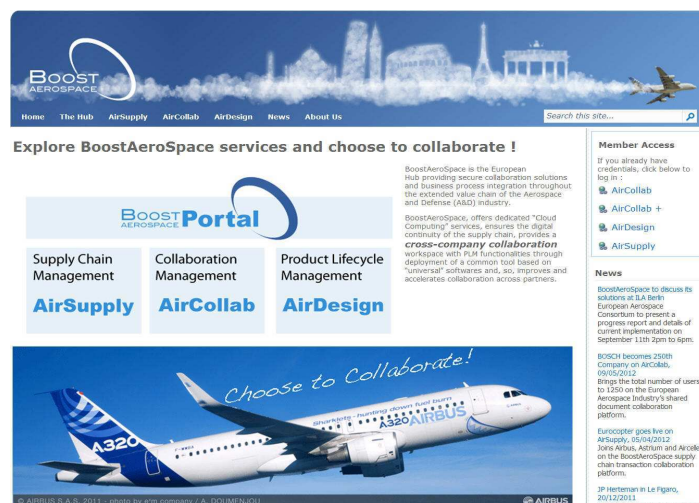 BOOST
AEROSPACE
Home The Hub AirSupply AirCollab AirDesign News About Us
Search this site...
Explore BoostAeroSpace services and choose to collaborate !
BOOST
AEROSPACE Portal
Supply Chain
Management
AirSupply
Collaboration
Management
AirCollab
Product Lifecycle
Management
AirDesign
BoostAeroSpace is the European
Hub providing secure collaboration solutions
and business process integration throughout
the extended value chain of the Aerospace
and Defense (A&D) industry.
BoostAeroSpace, offers dedicated "Cloud
Computing" services, ensures the digital
continuity of the supply chain, provides a
cross-company collaboration
workspace with PLM functionalities through
deployment of a common tool based on
"universal" softwares and, so, improves and
accelerates collaboration across partners.
Choose to Collaborate!
Sharklets - hunting down fuel burn
A320 AIRBUS
A320
F-WWBA
© AIRBUS S.A.S. 2011 - photo by e*m company / A. DOUMENJOU
AIRBUS
Member Access
If you already have
credentials, click below to
log in :
AirCollab
AirCollab +
AirDesign
AirSupply
News
BoostAeroSpace to discuss its
solutions at ILA Berlin
European Aerospace
Consortium to present a
progress report and details of
current implementation on
September 11th 2pm to 6pm.
BOSCH becomes 250th
Company on AirCollab,
09/05/2012
Brings the total number of users
to 1250 on the European
Aerospace Industry's shared
document collaboration
platform.
Eurocopter goes live on
AirSupply, 05/04/2012
Joins Airbus, Astrium and Aircelle
on the BoostAeroSpace supply
chain transaction collaboration
platform.
JP Herteman in Le Figaro,
20/12/2011